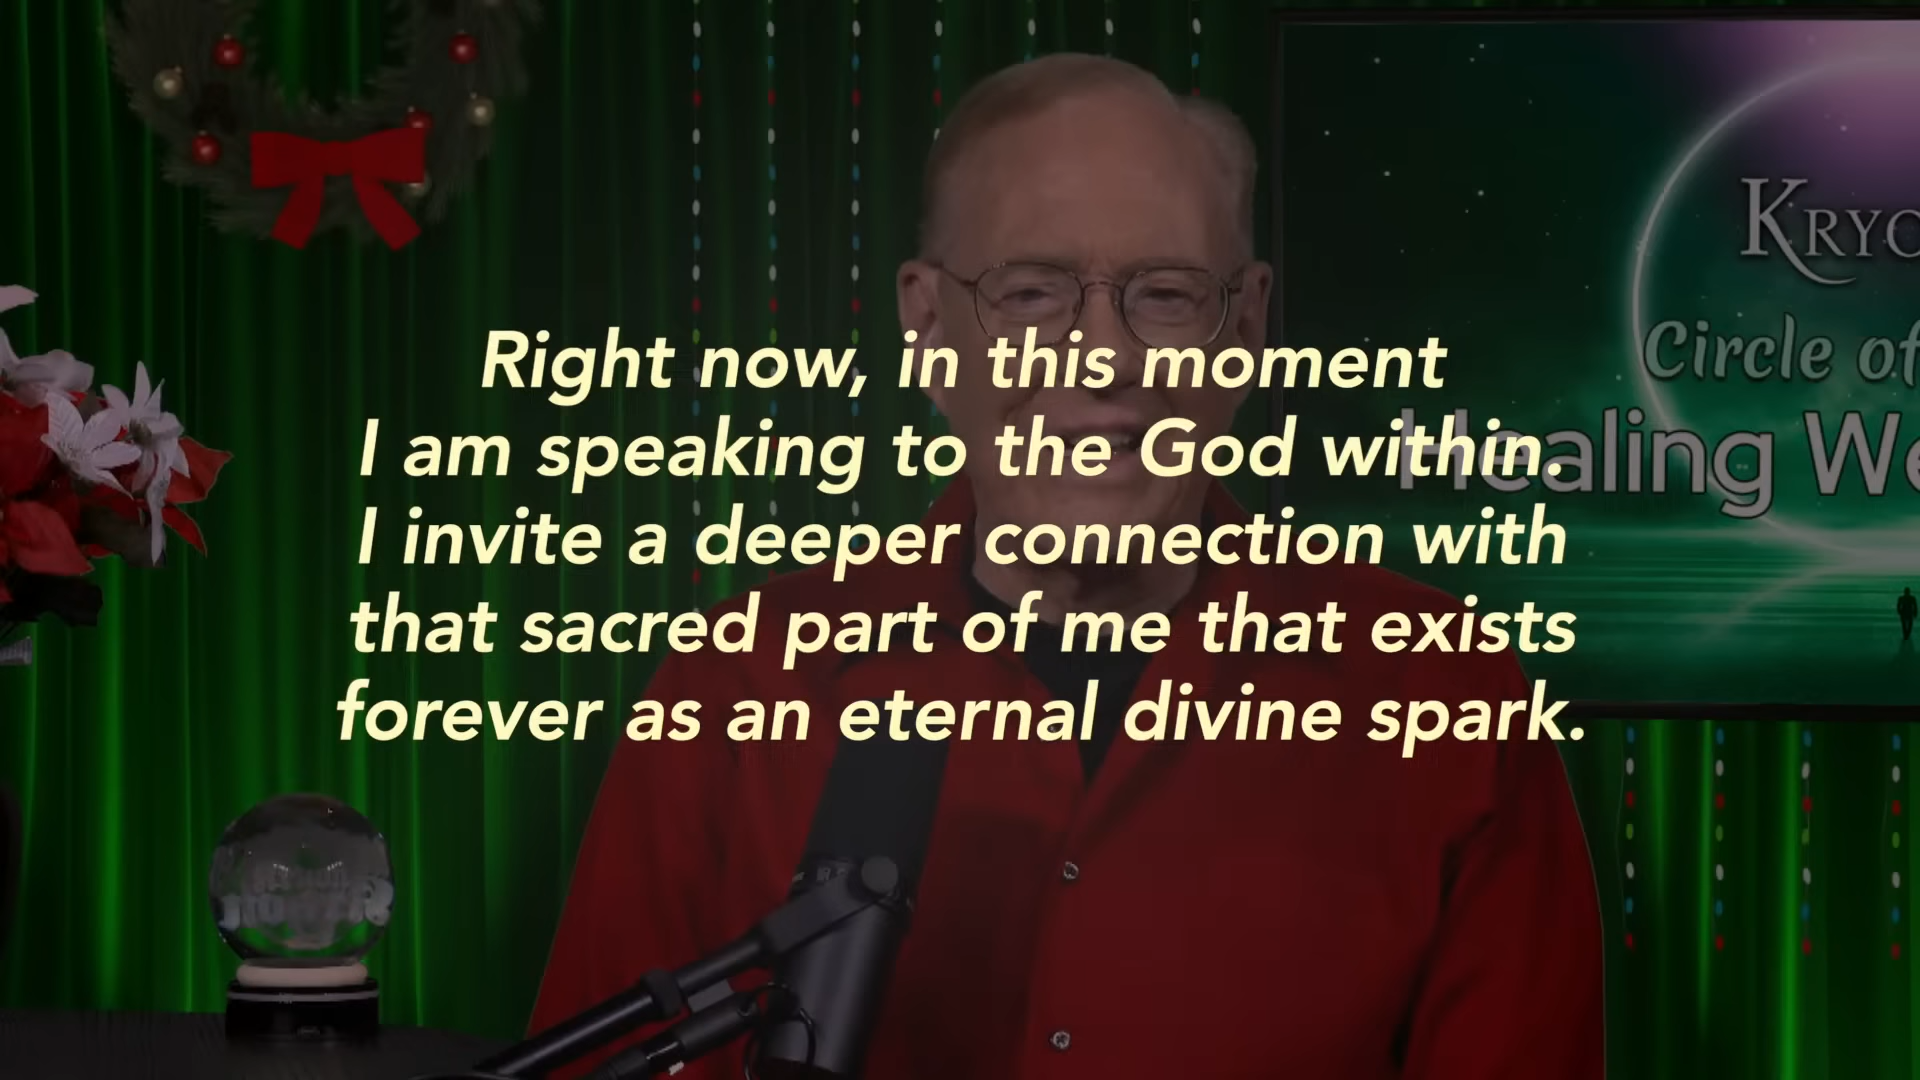 Right now, in this moment
I am speaking to the God within.
I invite a deeper connection with
that sacred part of me that exists
forever as an eternal divine spark.
KRYO
Circle of
Healing We